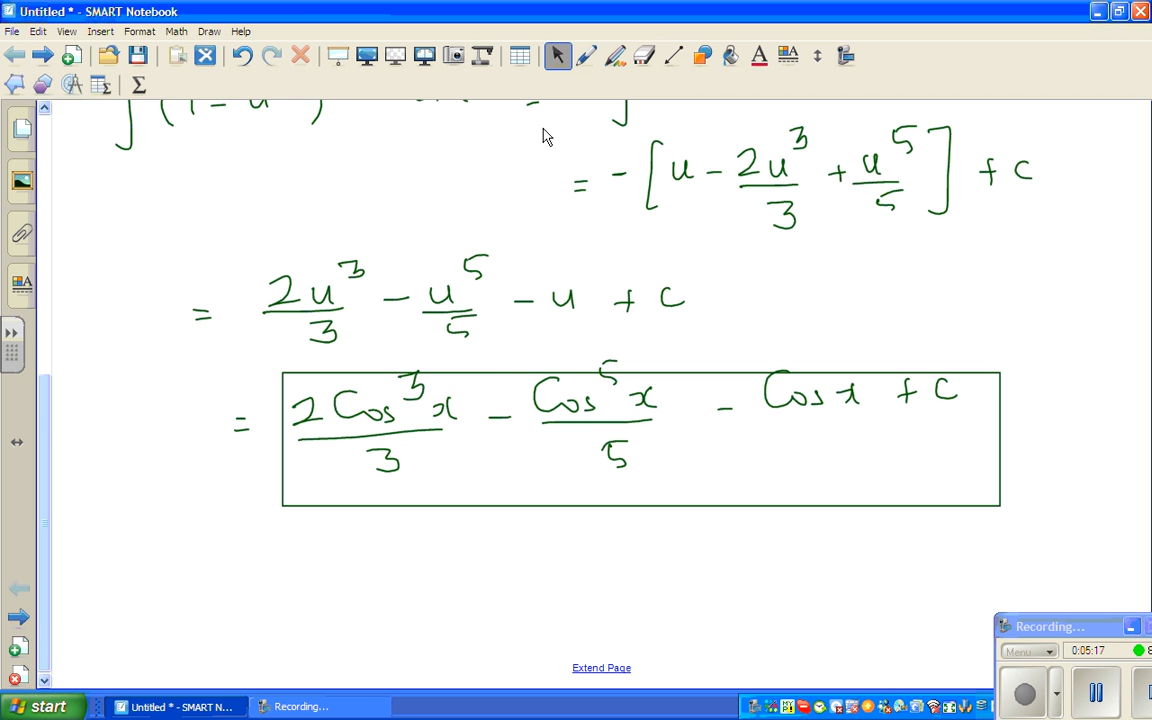 Untitled * - SMART Notebook
File Edit View Insert Format Math Draw Help
= - [u - 2u³/3 + u⁵/5] + c
= 2u³/3 - u⁵/5 - u + c
= 2Cos³x/3 - Cos⁵x/5 - Cos x + c
Extend Page
Recording...
Menu 0:05:17
start Untitled * - SMART N... Recording...